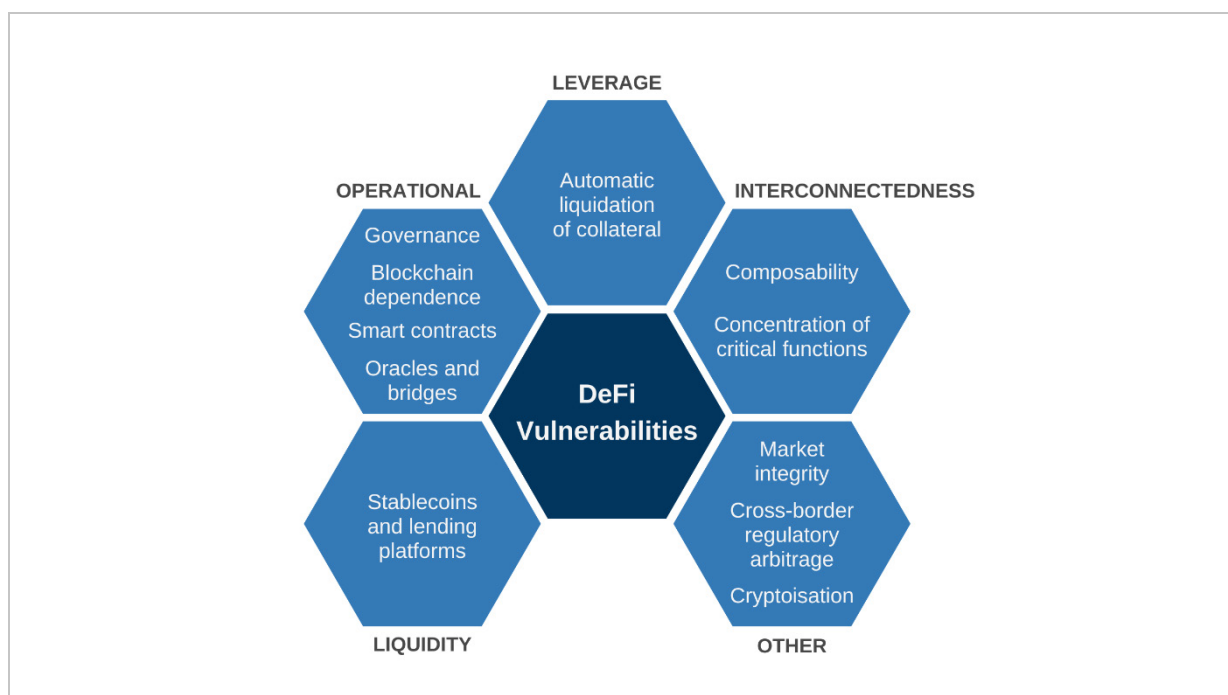 LEVERAGE
Automatic
liquidation
of collateral
OPERATIONAL
Governance
Blockchain
dependence
Smart contracts
Oracles and
bridges
INTERCONNECTEDNESS
Composability
Concentration of
critical functions
DeFi
Vulnerabilities
Stablecoins
and lending
platforms
LIQUIDITY
Market
integrity
Cross-border
regulatory
arbitrage
Cryptoisation
OTHER